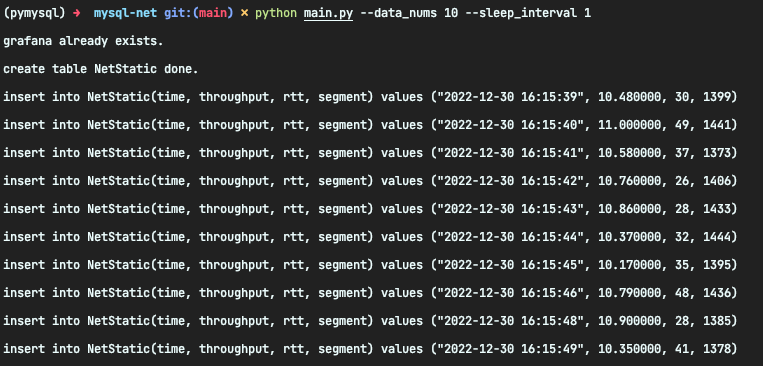 (pymysql) ➜ mysql-net git:(main) ✗ python main.py --data_nums 10 --sleep_interval 1
grafana already exists.
create table NetStatic done.
insert into NetStatic(time, throughput, rtt, segment) values ("2022-12-30 16:15:39", 10.480000, 30, 1399)
insert into NetStatic(time, throughput, rtt, segment) values ("2022-12-30 16:15:40", 11.000000, 49, 1441)
insert into NetStatic(time, throughput, rtt, segment) values ("2022-12-30 16:15:41", 10.580000, 37, 1373)
insert into NetStatic(time, throughput, rtt, segment) values ("2022-12-30 16:15:42", 10.760000, 26, 1406)
insert into NetStatic(time, throughput, rtt, segment) values ("2022-12-30 16:15:43", 10.860000, 28, 1433)
insert into NetStatic(time, throughput, rtt, segment) values ("2022-12-30 16:15:44", 10.370000, 32, 1444)
insert into NetStatic(time, throughput, rtt, segment) values ("2022-12-30 16:15:45", 10.170000, 35, 1395)
insert into NetStatic(time, throughput, rtt, segment) values ("2022-12-30 16:15:46", 10.790000, 48, 1436)
insert into NetStatic(time, throughput, rtt, segment) values ("2022-12-30 16:15:48", 10.900000, 28, 1385)
insert into NetStatic(time, throughput, rtt, segment) values ("2022-12-30 16:15:49", 10.350000, 41, 1378)